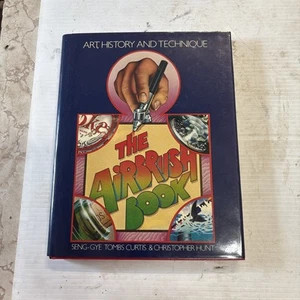 ART, HISTORY AND TECHNIQUE
THE
AIRBRUSH
BOOK
SENG-GYE TOMBS CURTIS & CHRISTOPHER HUNT